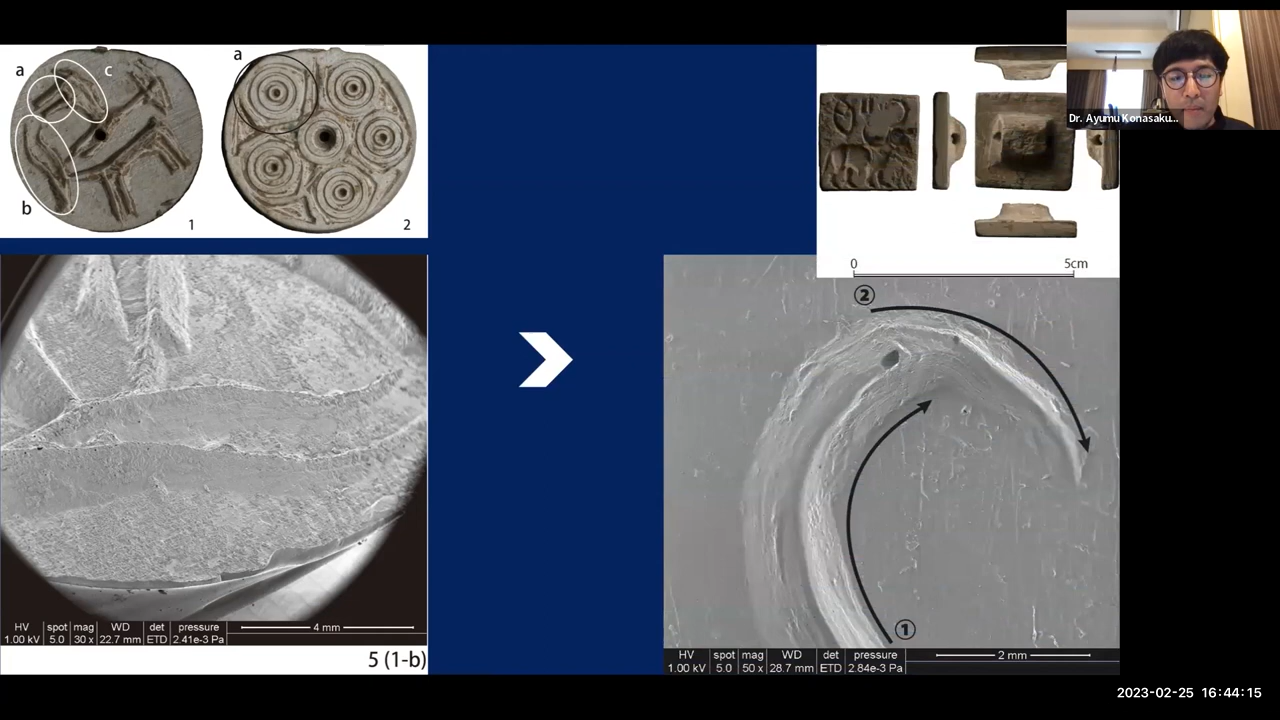 a
c
b
1
a
2
Dr. Ayumu Konasaku...
0
5cm
②
①
HV
spot
mag
WD
det
pressure
1.00 kV
5.0
30 x
22.7 mm
ETD
2.41e-3 Pa
4 mm
5 (1-b)
HV
spot
mag
WD
det
pressure
1.00 kV
5.0
50 x
28.7 mm
ETD
2.84e-3 Pa
2 mm
2023-02-25 16:44:15